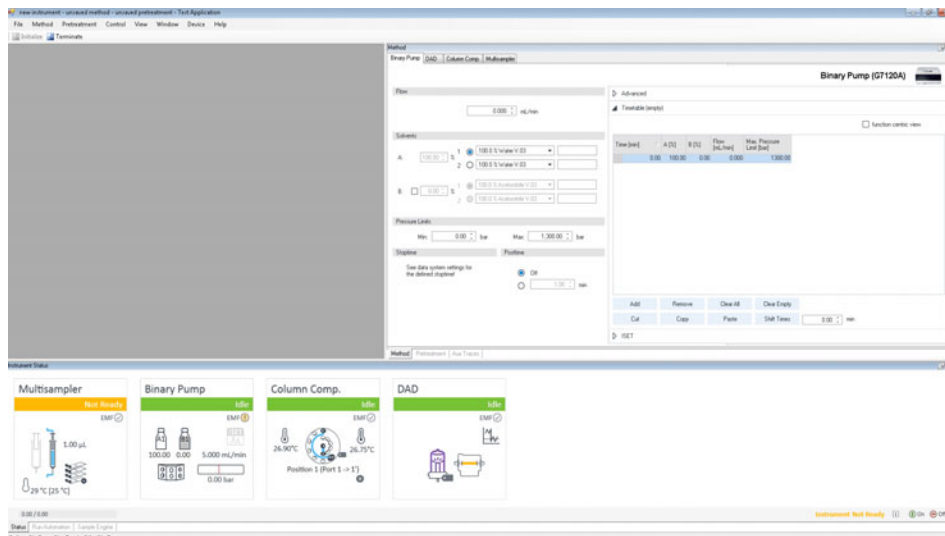 new instrument - unsaved method - unsaved pretreatment - Test Application
File Method Pretreatment Control View Window Device Help
Initialize Terminate
Method
Binary Pump DAD Column Comp. Multisampler
Binary Pump (G7120A)
Flow
0.000 mL/min
Advanced
Timetable (empty)
function centric view
Solvents
A: 100.00 % 1 100.0 % Water V.03
2 100.0 % Water V.03
B: 0.00 % 1 100.0 % Acetonitrile V.03
2 100.0 % Acetonitrile V.03
Time [min] A [%] B [%] Flow [mL/min] Max. Pressure Limit [bar]
0.00 100.00 0.00 0.000 1300.00
Pressure Limits
Min: 0.00 bar Max: 1,300.00 bar
Stoptime Posttime
See data system settings for
the defined stoptime!
Off
1.00 min
Add Remove Clear All Clear Empty
Cut Copy Paste Shift Times 0.00 min
ISET
Method Pretreatment Aux Traces
Instrument Status
Multisampler Binary Pump Column Comp. DAD
Not Ready Idle Idle Idle
EMF EMF EMF EMF
1.00 µL
A1 B1
100.00 0.00 5.000 mL/min
0.00 bar
29 °C [25 °C]
26.90°C 26.75°C
Position 1 (Port 1 -> 1')
0.00 / 0.00
Instrument Not Ready On Off
Status Run Automation Sample Engine